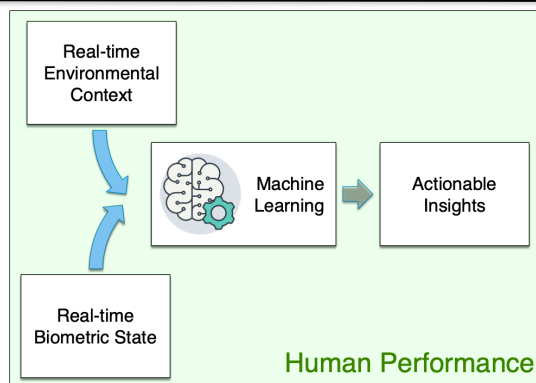 Real-time
Environmental
Context
Machine
Learning
Actionable
Insights
Real-time
Biometric State
Human Performance